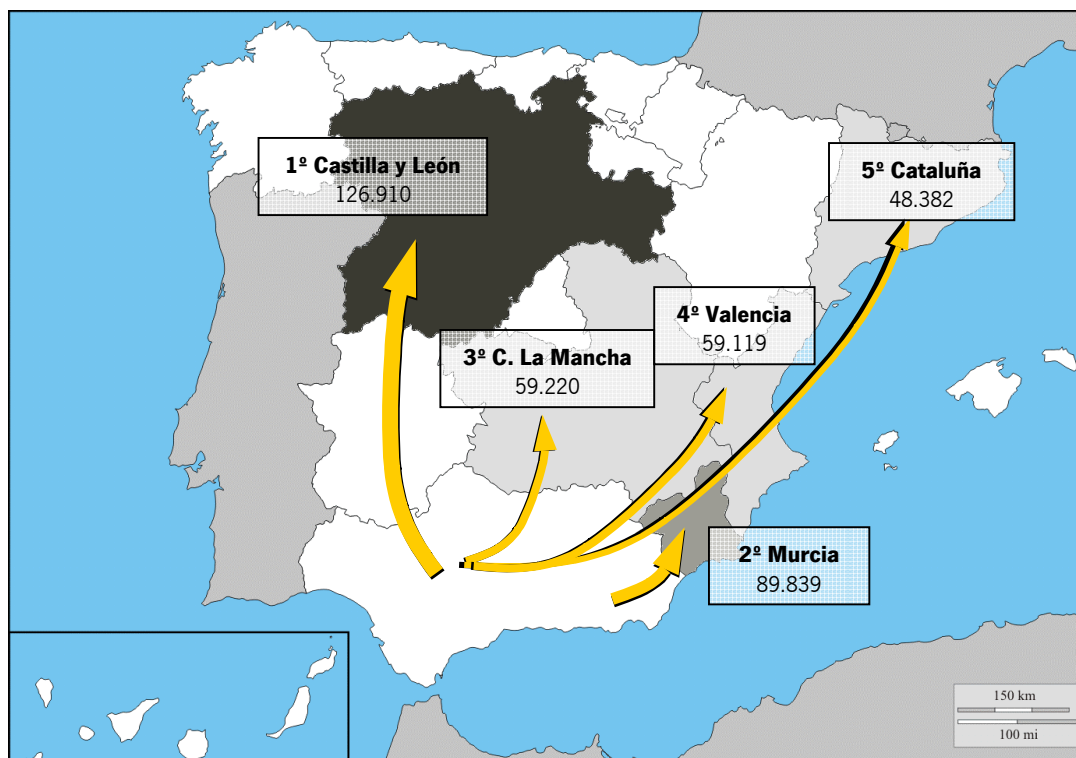 1º Castilla y León
126.910
5º Cataluña
48.382
4º Valencia
59.119
3º C. La Mancha
59.220
2º Murcia
89.839
150 km
100 mi